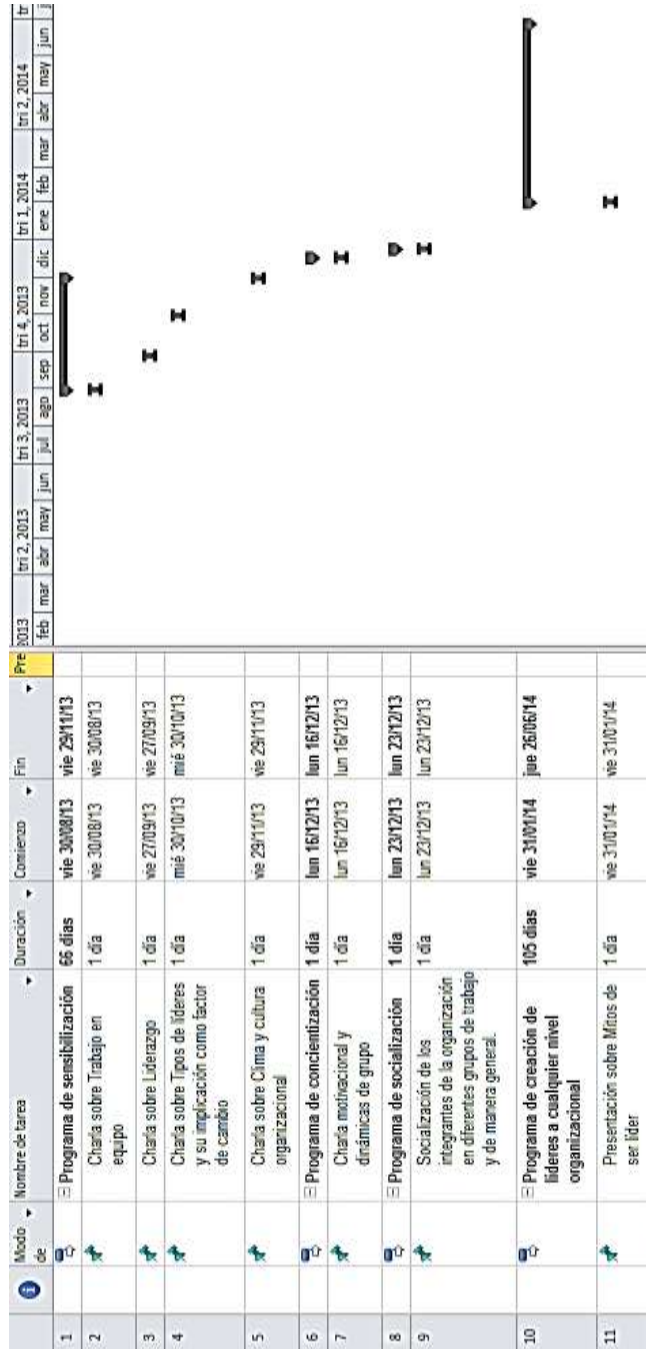 Modo de
Nombre de tarea
Duración
Comienzo
Fin
Pre
2013
tri 2, 2013
tri 3, 2013
tri 4, 2013
tri 1, 2014
tri 2, 2014
tr
feb mar abr may jun jul ago sep oct nov dic ene feb mar abr may jun j
1 Programa de sensibilización 66 días vie 30/08/13 vie 29/11/13
2 Charla sobre Trabajo en 1 día vie 30/08/13 vie 30/08/13
equipo
3 Charla sobre Liderazgo 1 día vie 27/09/13 vie 27/09/13
4 Charla sobre Tipos de líderes 1 día mié 30/10/13 mié 30/10/13
y su implicación como factor
de cambio
5 Charla sobre Clima y cultura 1 día vie 29/11/13 vie 29/11/13
organizacional
6 Programa de concientización 1 día lun 16/12/13 lun 16/12/13
7 Charla motivacional y 1 día lun 16/12/13 lun 16/12/13
dinámicas de grupo
8 Programa de socialización 1 día lun 23/12/13 lun 23/12/13
9 Socialización de los 1 día lun 23/12/13 lun 23/12/13
integrantes de la organización
en diferentes grupos de trabajo
y de manera general.
10 Programa de creación de 105 días vie 31/01/14 jue 26/06/14
líderes a cualquier nivel
organizacional
11 Presentación sobre Mitos de 1 día vie 31/01/14 vie 31/01/14
ser líder